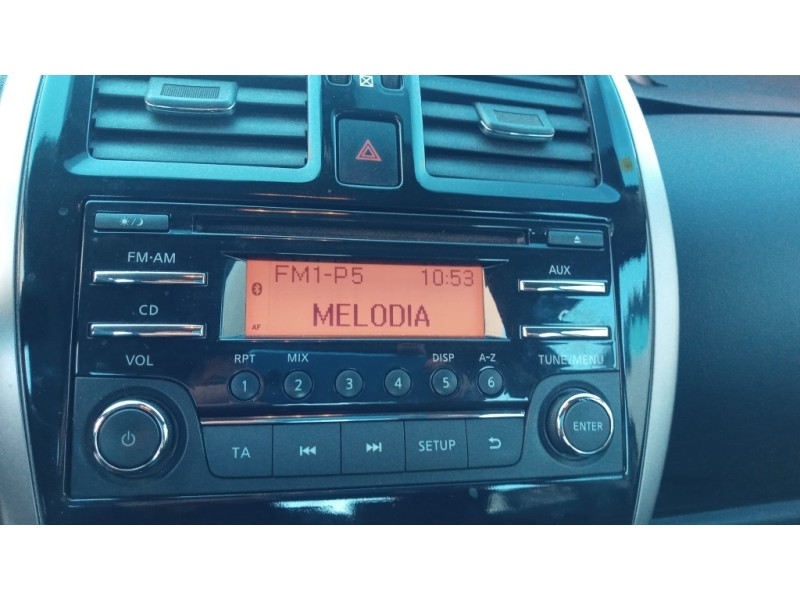 FM·AM
CD
VOL
FM1-P5 10:53
MELODIA
AF
AUX
RPT MIX DISP A-Z
TUNE/MENU
1 2 3 4 5 6
TA SETUP
ENTER